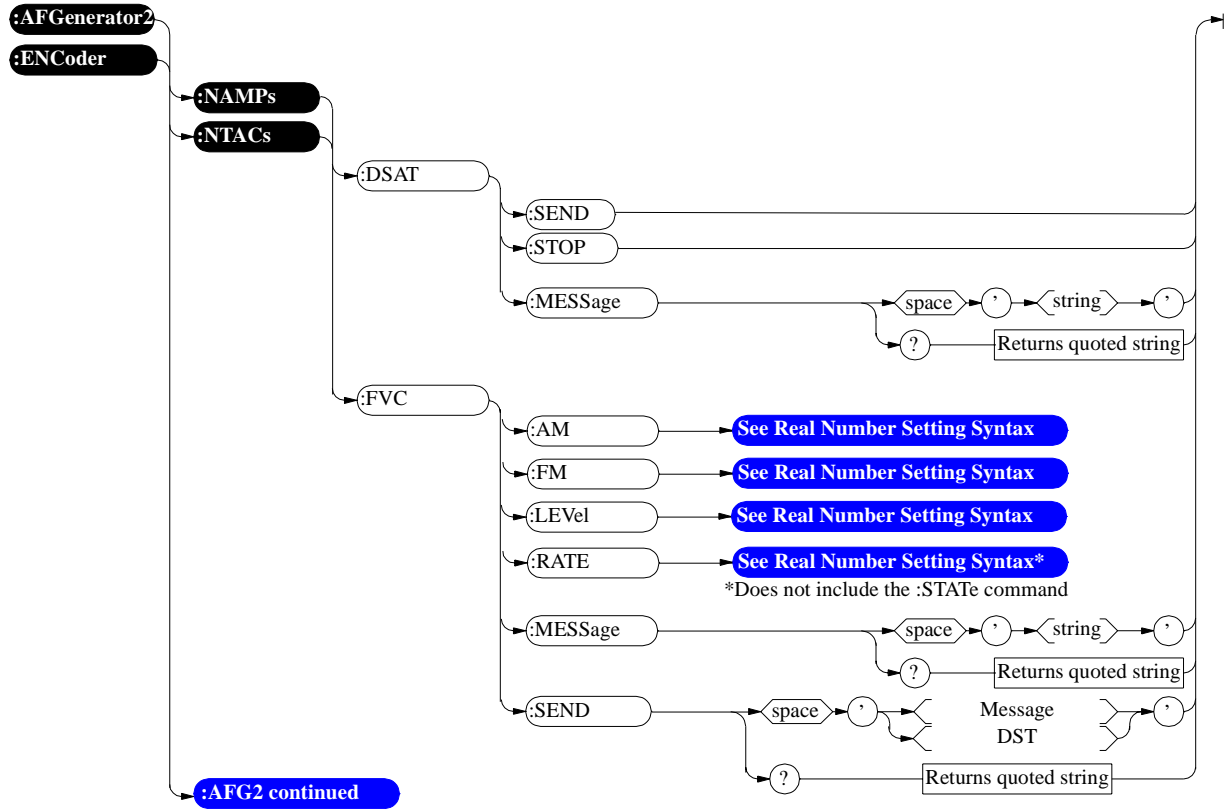 :AFGenerator2
:ENCoder
:NAMPs
:NTACs
:DSAT
:SEND
:STOP
:MESSage
space ’ string ’
? Returns quoted string
:FVC
:AM See Real Number Setting Syntax
:FM See Real Number Setting Syntax
:LEVel See Real Number Setting Syntax
:RATE See Real Number Setting Syntax*
*Does not include the :STATe command
:MESSage space ’ string ’
? Returns quoted string
:SEND space ’ Message ’
DST
? Returns quoted string
:AFG2 continued